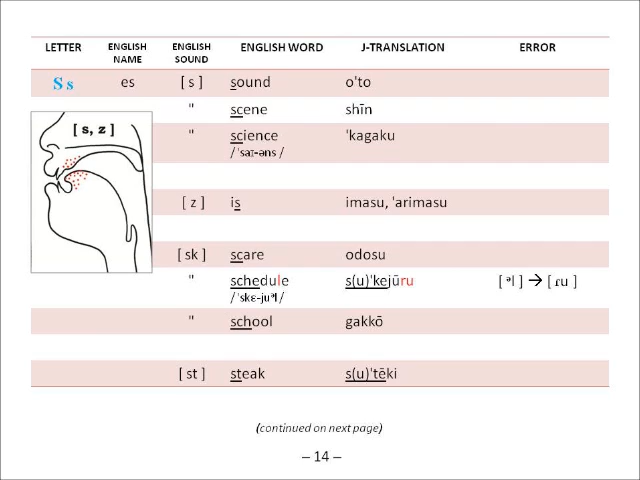 LETTER ENGLISH NAME ENGLISH SOUND ENGLISH WORD J-TRANSLATION ERROR
S s es [ s ] sound o'to
" scene shīn
[ s, z ]
" science 'kagaku
/ ˈsaɪ-əns /
[ z ] is imasu, 'arimasu
[ sk ] scare odosu
" schedule s(u)'kejūru [ ᵊl ] → [ ɾu ]
/ ˈskɛ-juᵊl /
" school gakkō
[ st ] steak s(u)'tēki
(continued on next page)
– 14 –